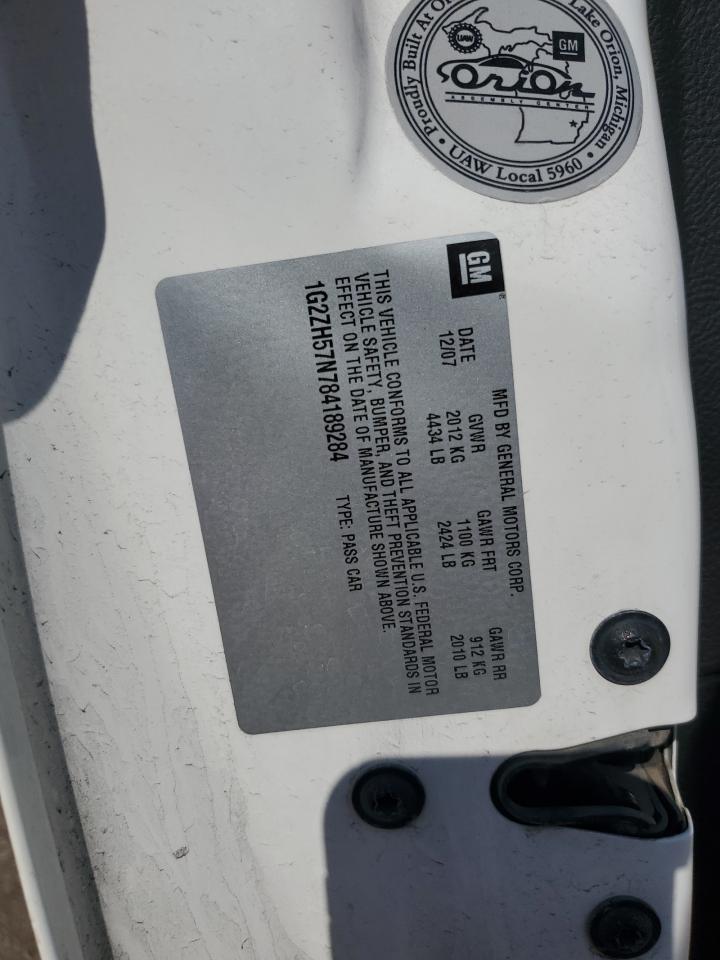 Proudly Built At O
Lake Orion, Michigan
UAW Local 5960
UAW
GM
Orion
ASSEMBLY CENTER
GM
MFD BY GENERAL MOTORS CORP.
DATE GVWR GAWR FRT GAWR RR
12/07 2012 KG 1100 KG 912 KG
4434 LB 2424 LB 2010 LB
THIS VEHICLE CONFORMS TO ALL APPLICABLE U.S. FEDERAL MOTOR
VEHICLE SAFETY, BUMPER, AND THEFT PREVENTION STANDARDS IN
EFFECT ON THE DATE OF MANUFACTURE SHOWN ABOVE.
1G2ZH57N784189284 TYPE: PASS CAR